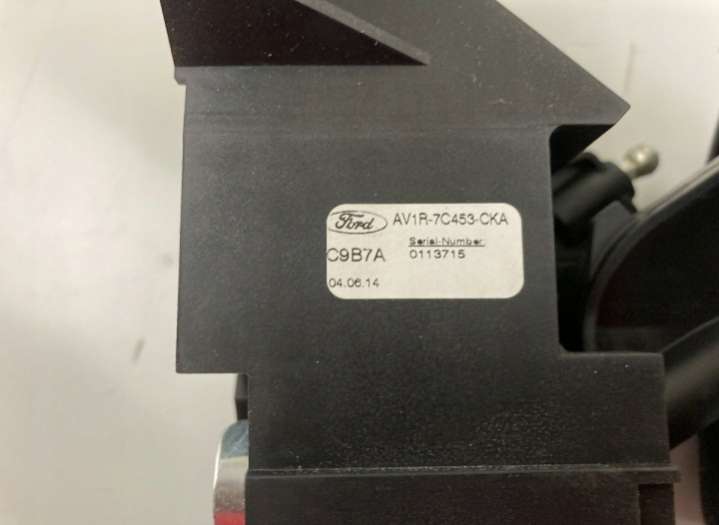 Ford AV1R-7C453-CKA
Serial-Number:
C9B7A 0113715
04.06.14